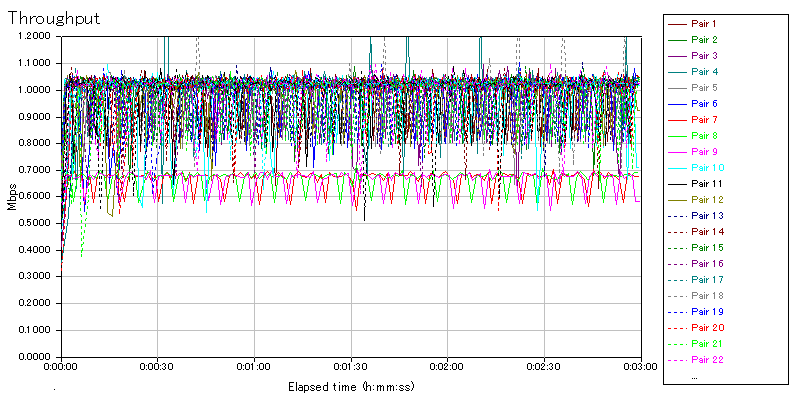 Throughput
1.2000
1.1000
1.0000
0.9000
0.8000
0.7000
0.6000
0.5000
0.4000
0.3000
0.2000
0.1000
0.0000
Mbps
0:00:00
0:00:30
0:01:00
0:01:30
0:02:00
0:02:30
0:03:00
Elapsed time (h:mm:ss)
Pair 1
Pair 2
Pair 3
Pair 4
Pair 5
Pair 6
Pair 7
Pair 8
Pair 9
Pair 10
Pair 11
Pair 12
Pair 13
Pair 14
Pair 15
Pair 16
Pair 17
Pair 18
Pair 19
Pair 20
Pair 21
Pair 22
...